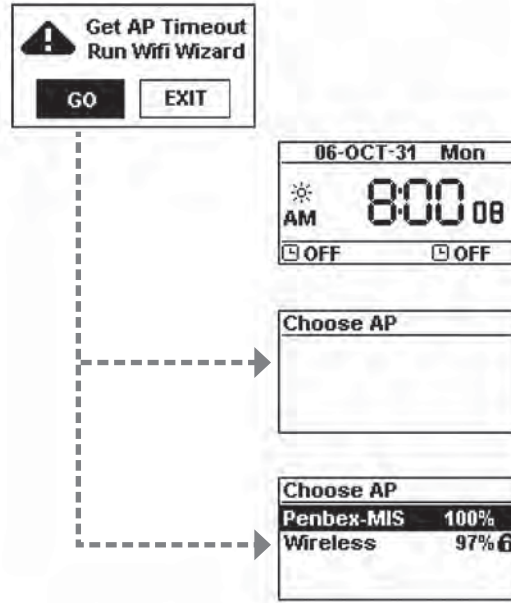 Get AP Timeout
Run Wifi Wizard
GO EXIT
06-OCT-31 Mon
AM 8:00 08
OFF OFF
Choose AP
Choose AP
Penbex-MIS 100%
Wireless 97%